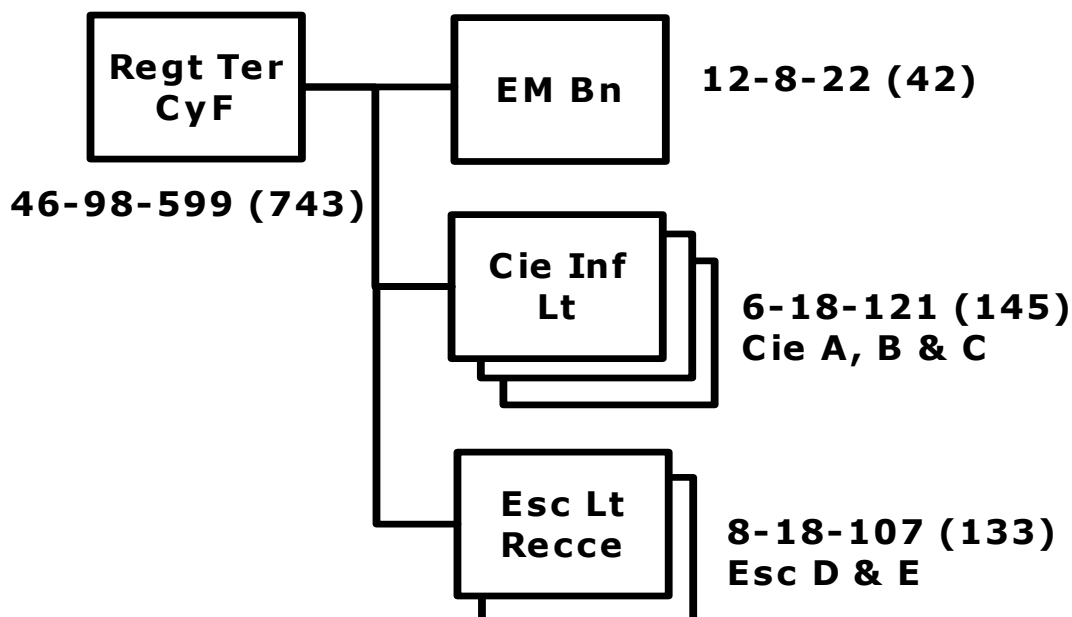 Regt Ter
CyF
46-98-599 (743)
EM Bn
12-8-22 (42)
Cie Inf
Lt
6-18-121 (145)
Cie A, B & C
Esc Lt
Recce
8-18-107 (133)
Esc D & E